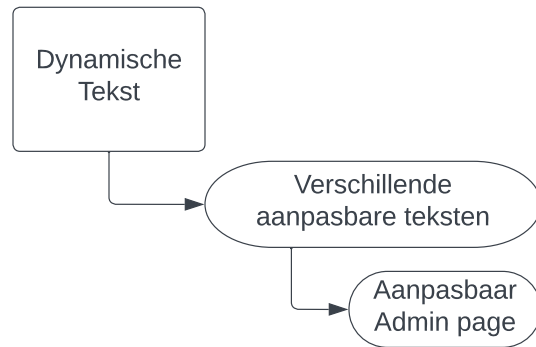 Dynamische
Tekst
Verschillende
aanpasbare teksten
Aanpasbaar
Admin page